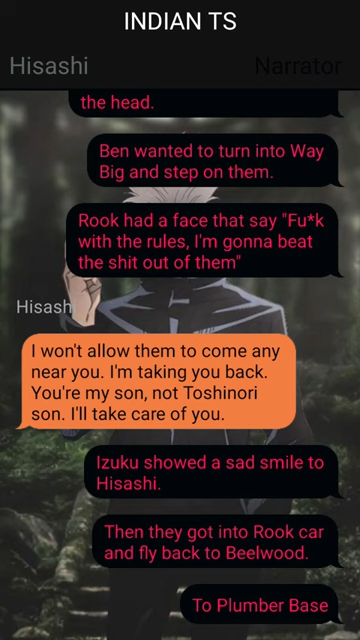 INDIAN TS
Hisashi
Narrator
the head.
Ben wanted to turn into Way
Big and step on them.
Rook had a face that say "Fu*k
with the rules, I'm gonna beat
the shit out of them"
Hisashi
I won't allow them to come any
near you. I'm taking you back.
You're my son, not Toshinori
son. I'll take care of you.
Izuku showed a sad smile to
Hisashi.
Then they got into Rook car
and fly back to Beelwood.
To Plumber Base